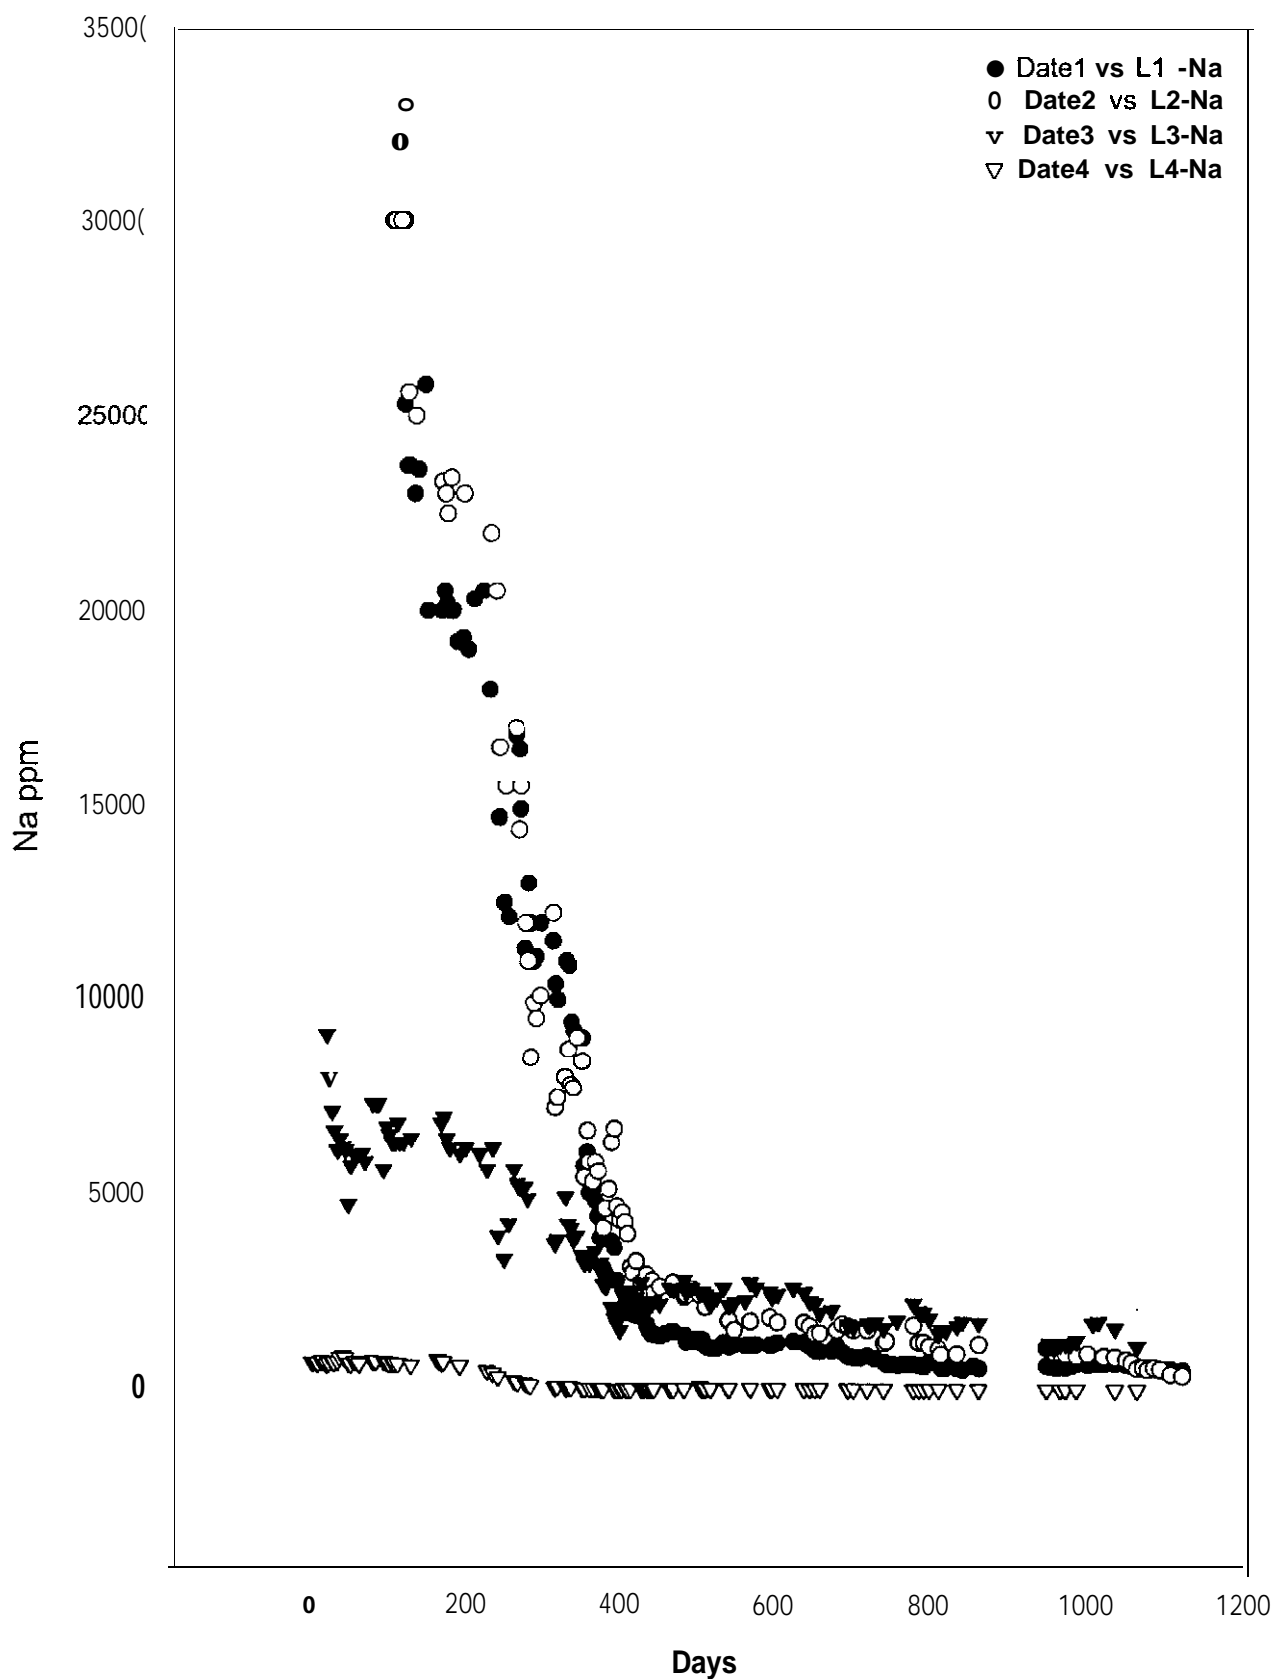 3500(
● Date1 vs L1 -Na
0 Date2 vs L2-Na
v Date3 vs L3-Na
▽ Date4 vs L4-Na
3000(
2500(
20000
15000
10000
5000
0
Na ppm
0 200 400 600 800 1000 1200
Days